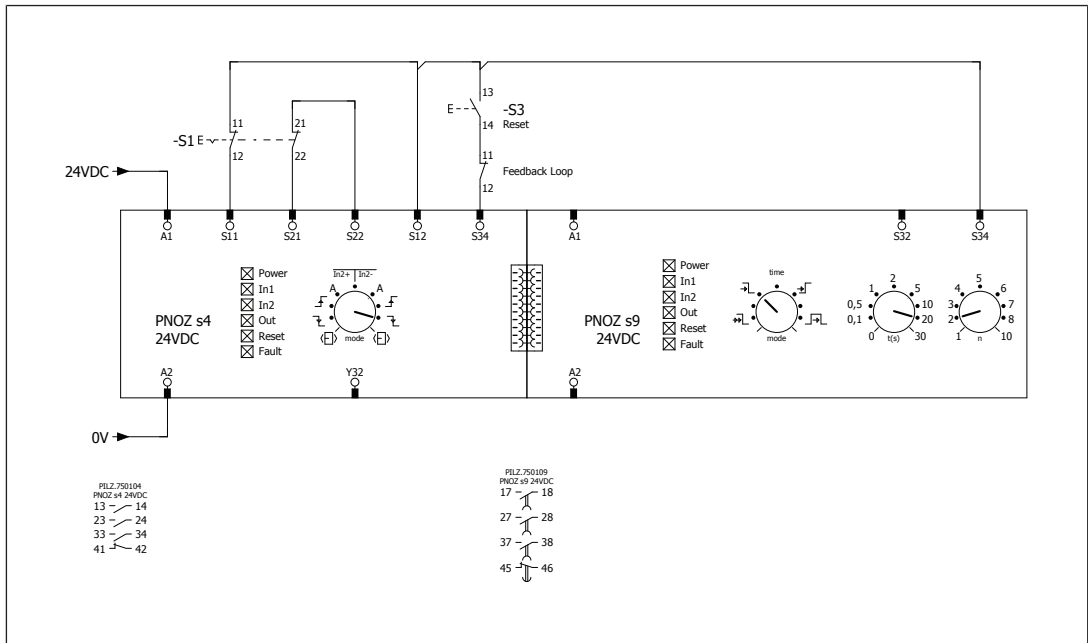 13
-S3
14 Reset
11
Feedback Loop
12
11
21
-S1
12
22
24VDC
A1
S11
S21
S22
S12
S34
A1
S32
S34
Power
In1
In2
Out
Reset
Fault
In2+ In2-
A A
mode
PNOZ s4
24VDC
A2
Y32
Power
In1
In2
Out
Reset
Fault
time
mode
PNOZ s9
24VDC
A2
2
1 5
0,5 10
0,1 20
0 t(s) 30
5
4 6
3 7
2 8
1 n 10
0V
PILZ.750104
PNOZ s4 24VDC
13 14
23 24
33 34
41 42
PILZ.750109
PNOZ s9 24VDC
17 18
27 28
37 38
45 46